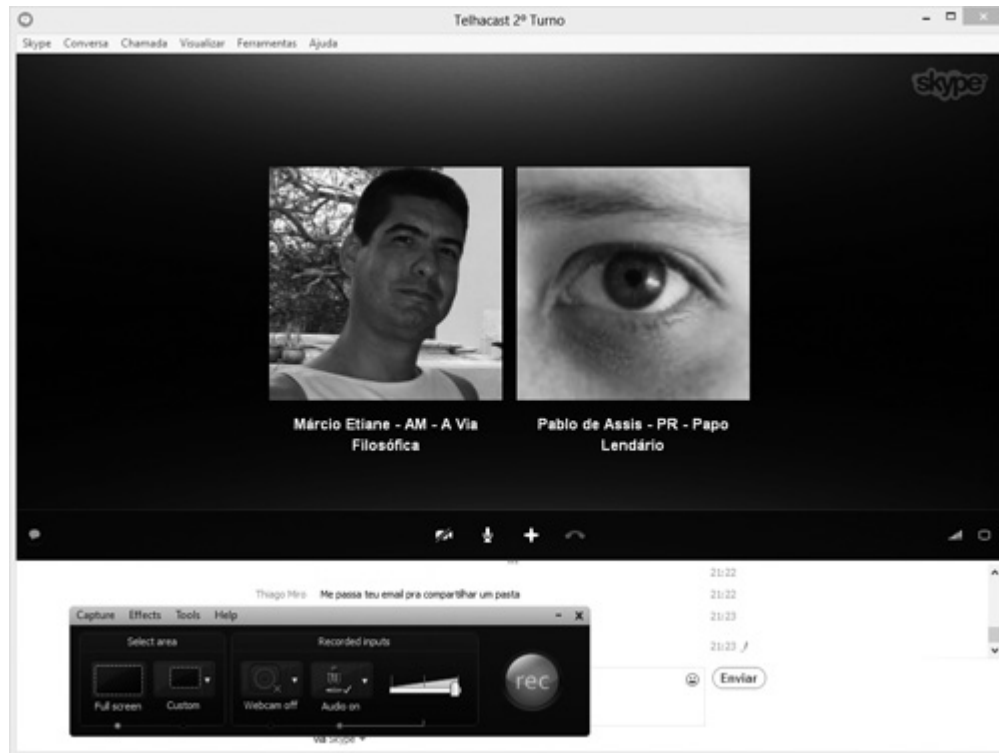 Telhacast 2º Turno
Skype Conversa Chamada Visualizar Ferramentas Ajuda
skype
Márcio Etiane - AM - A Via
Filosófica
Pablo de Assis - PR - Papo
Lendário
21:22
Thiago Miro Me passa teu email pra compartilhar um pasta 21:22
21:23
21:23
Capture Effects Tools Help
Select area Recorded inputs
Full screen Custom Webcam off Audio on
rec
Enviar
via Skype